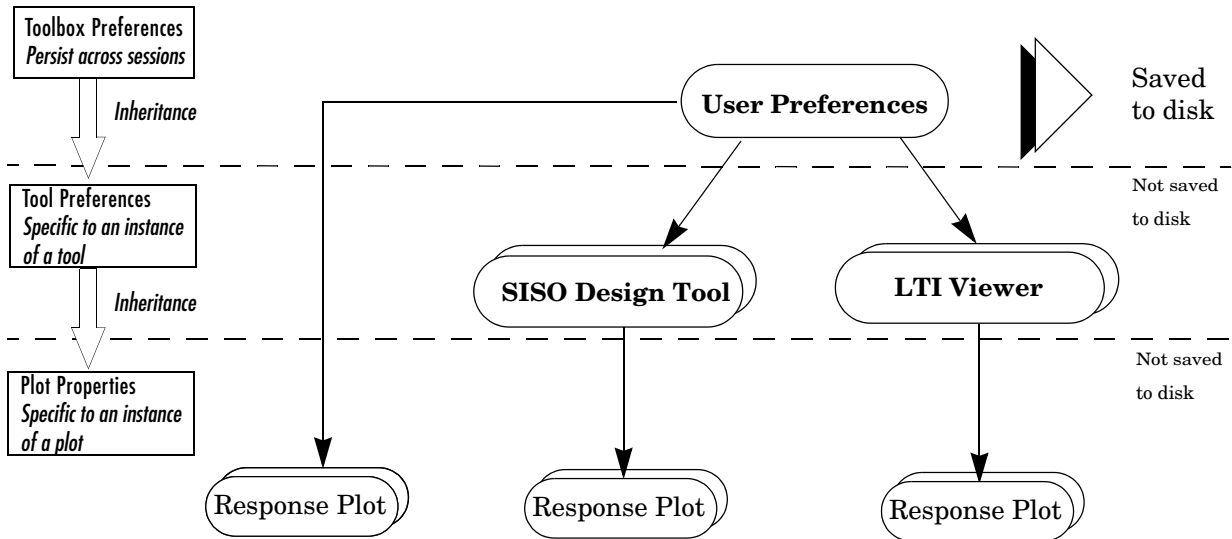 Toolbox Preferences
Persist across sessions
Inheritance
User Preferences
Saved
to disk
Tool Preferences
Specific to an instance
of a tool
Not saved
to disk
Inheritance
SISO Design Tool
LTI Viewer
Plot Properties
Specific to an instance
of a plot
Not saved
to disk
Response Plot
Response Plot
Response Plot